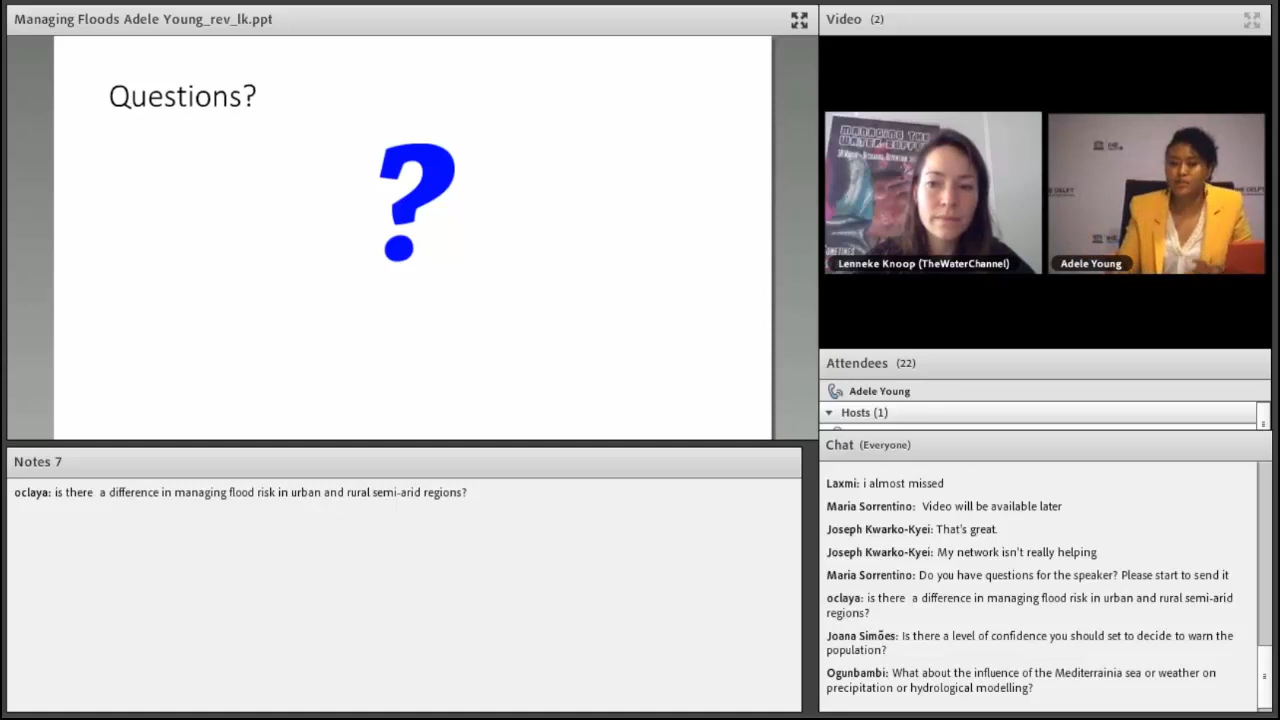 Managing Floods Adele Young_rev_lk.ppt
Questions?
?
Video (2)
MANAGING THE
WATER BUFFER
Lenneke Knoop (TheWaterChannel)
IHE
Adele Young
Attendees (22)
Adele Young
Hosts (1)
Notes 7
oclaya: is there  a difference in managing flood risk in urban and rural semi-arid regions?
Chat (Everyone)
Laxmi: i almost missed
Maria Sorrentino:  Video will be available later
Joseph Kwarko-Kyei: That's great.
Joseph Kwarko-Kyei: My network isn't really helping
Maria Sorrentino: Do you have questions for the speaker? Please start to send it
oclaya: is there  a difference in managing flood risk in urban and rural semi-arid
regions?
Joana Simões: Is there a level of confidence you should set to decide to warn the
population?
Ogunbambi: What about the influence of the Mediterrainia sea or weather on
precipitation or hydrological modelling?